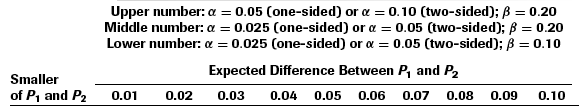 Upper number: α = 0.05 (one-sided) or α = 0.10 (two-sided); β = 0.20
Middle number: α = 0.025 (one-sided) or α = 0.05 (two-sided); β = 0.20
Lower number: α = 0.025 (one-sided) or α = 0.05 (two-sided); β = 0.10
Expected Difference Between P₁ and P₂
Smaller
of P₁ and P₂ 0.01 0.02 0.03 0.04 0.05 0.06 0.07 0.08 0.09 0.10